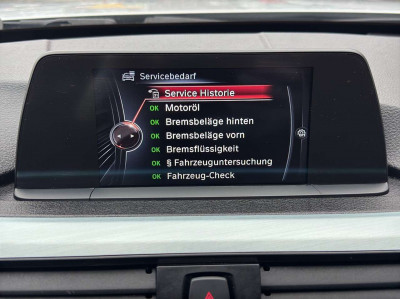 Servicebedarf
Service Historie
OK Motoröl
OK Bremsbeläge hinten
OK Bremsbeläge vorn
OK Bremsflüssigkeit
OK § Fahrzeuguntersuchung
OK Fahrzeug-Check